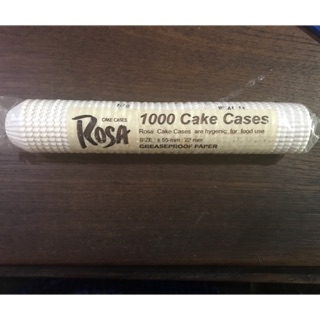 CAKE CASES
ROSA
1000 Cake Cases
Rosa Cake Cases are hygenic for food use
GREASEPROOF PAPER